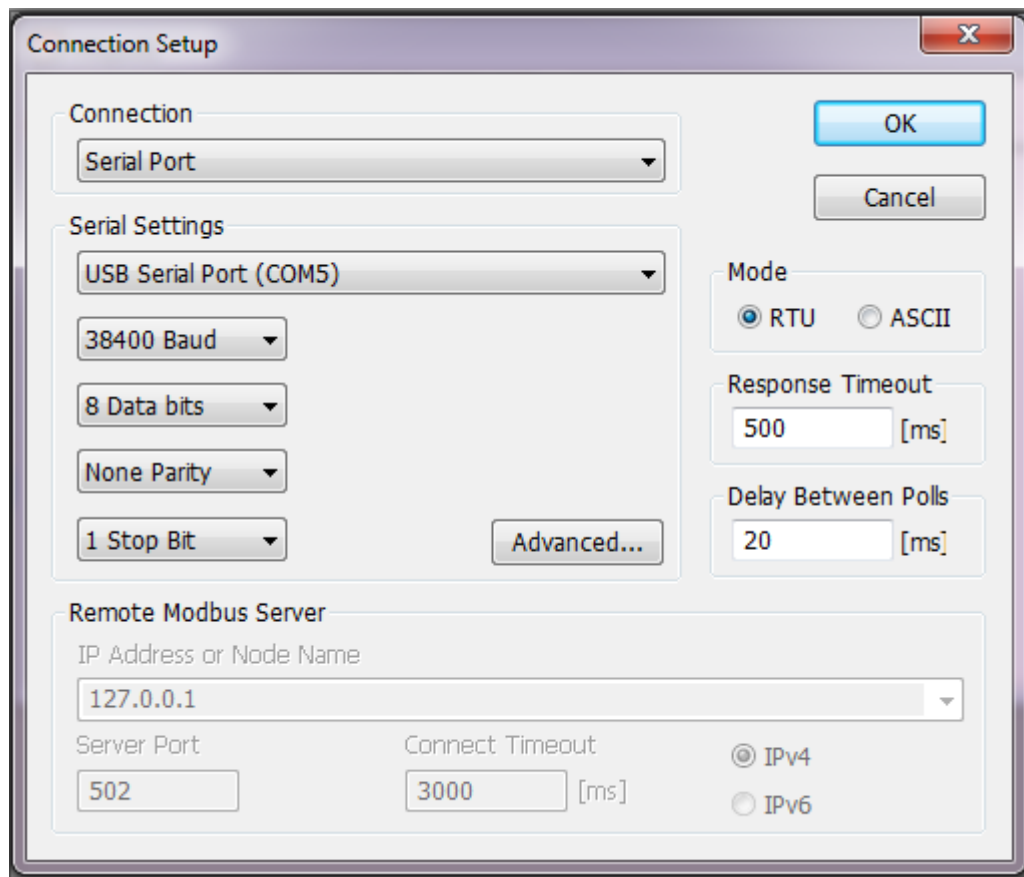 Connection Setup
Connection
OK
Serial Port
Cancel
Serial Settings
USB Serial Port (COM5)
Mode
RTU ASCII
38400 Baud
Response Timeout
8 Data bits
500 [ms]
None Parity
Delay Between Polls
1 Stop Bit Advanced...
20 [ms]
Remote Modbus Server
IP Address or Node Name
127.0.0.1
Server Port Connect Timeout
IPv4
502 3000 [ms]
IPv6